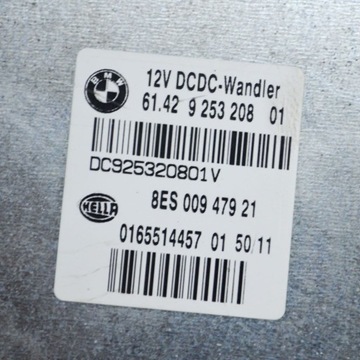 BMW
12V DCDC-Wandler
61.42 9 253 208 01
DC925320801V
HELLA
8ES 009 479 21
0165514457 01 50/11